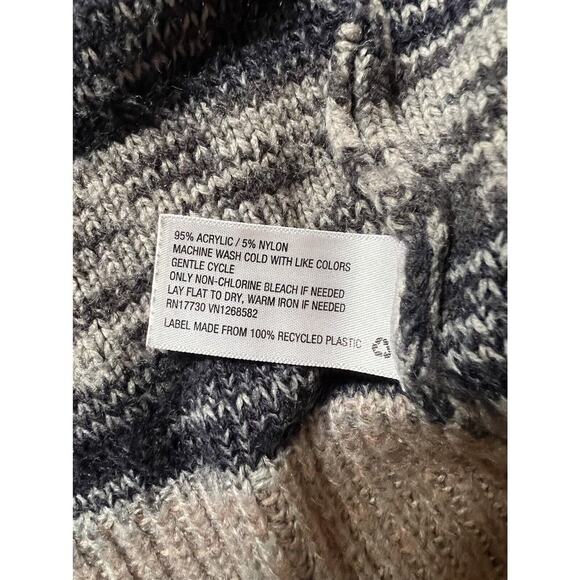 95% ACRYLIC / 5% NYLON
MACHINE WASH COLD WITH LIKE COLORS
GENTLE CYCLE
ONLY NON-CHLORINE BLEACH IF NEEDED
LAY FLAT TO DRY, WARM IRON IF NEEDED
RN17730 VN1268582
LABEL MADE FROM 100% RECYCLED PLASTIC